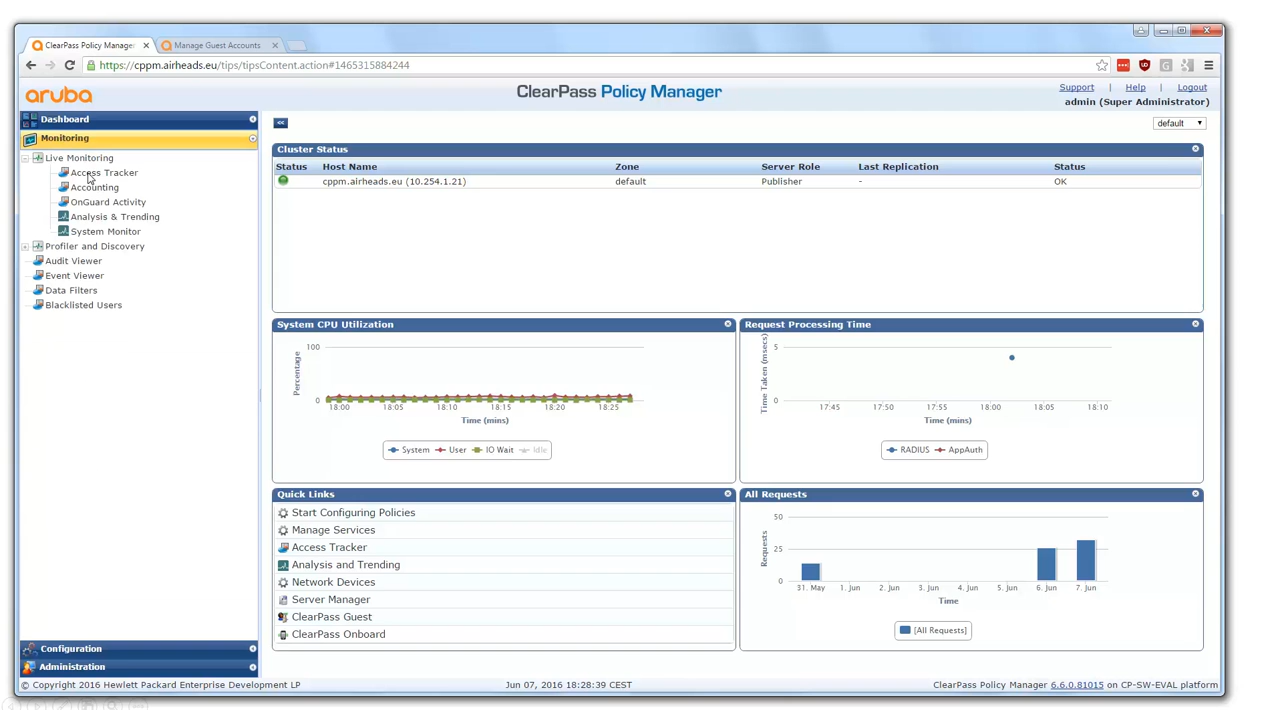 ClearPass Policy Manager
Manage Guest Accounts
https://cppm.airheads.eu/tips/tipsContent.action#1465315884244
aruba
ClearPass Policy Manager
Support | Help | Logout
admin (Super Administrator)
Dashboard
Monitoring
Live Monitoring
Access Tracker
Accounting
OnGuard Activity
Analysis & Trending
System Monitor
Profiler and Discovery
Audit Viewer
Event Viewer
Data Filters
Blacklisted Users
Configuration
Administration
default
Cluster Status
Status Host Name Zone Server Role Last Replication Status
cppm.airheads.eu (10.254.1.21) default Publisher - OK
System CPU Utilization
Percentage
100
0
18:00 18:05 18:10 18:15 18:20 18:25
Time (mins)
System User IO Wait Idle
Request Processing Time
Time Taken (msecs)
5
0
17:45 17:50 17:55 18:00 18:05 18:10
Time (mins)
RADIUS AppAuth
Quick Links
Start Configuring Policies
Manage Services
Access Tracker
Analysis and Trending
Network Devices
Server Manager
ClearPass Guest
ClearPass Onboard
All Requests
Requests
50
25
0
31. May 1. Jun 2. Jun 3. Jun 4. Jun 5. Jun 6. Jun 7. Jun
Time
[All Requests]
© Copyright 2016 Hewlett Packard Enterprise Development LP
Jun 07, 2016 18:28:39 CEST
ClearPass Policy Manager 6.6.0.81015 on CP-SW-EVAL platform